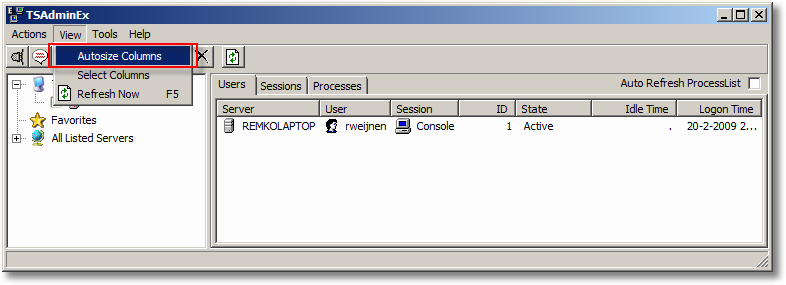 TSAdminEx
Actions View Tools Help
Autosize Columns
Select Columns
Refresh Now F5
Favorites
All Listed Servers
Users Sessions Processes
Auto Refresh ProcessList
Server User Session ID State Idle Time Logon Time
REMKOLAPTOP rweijnen Console 1 Active . 20-2-2009 2...